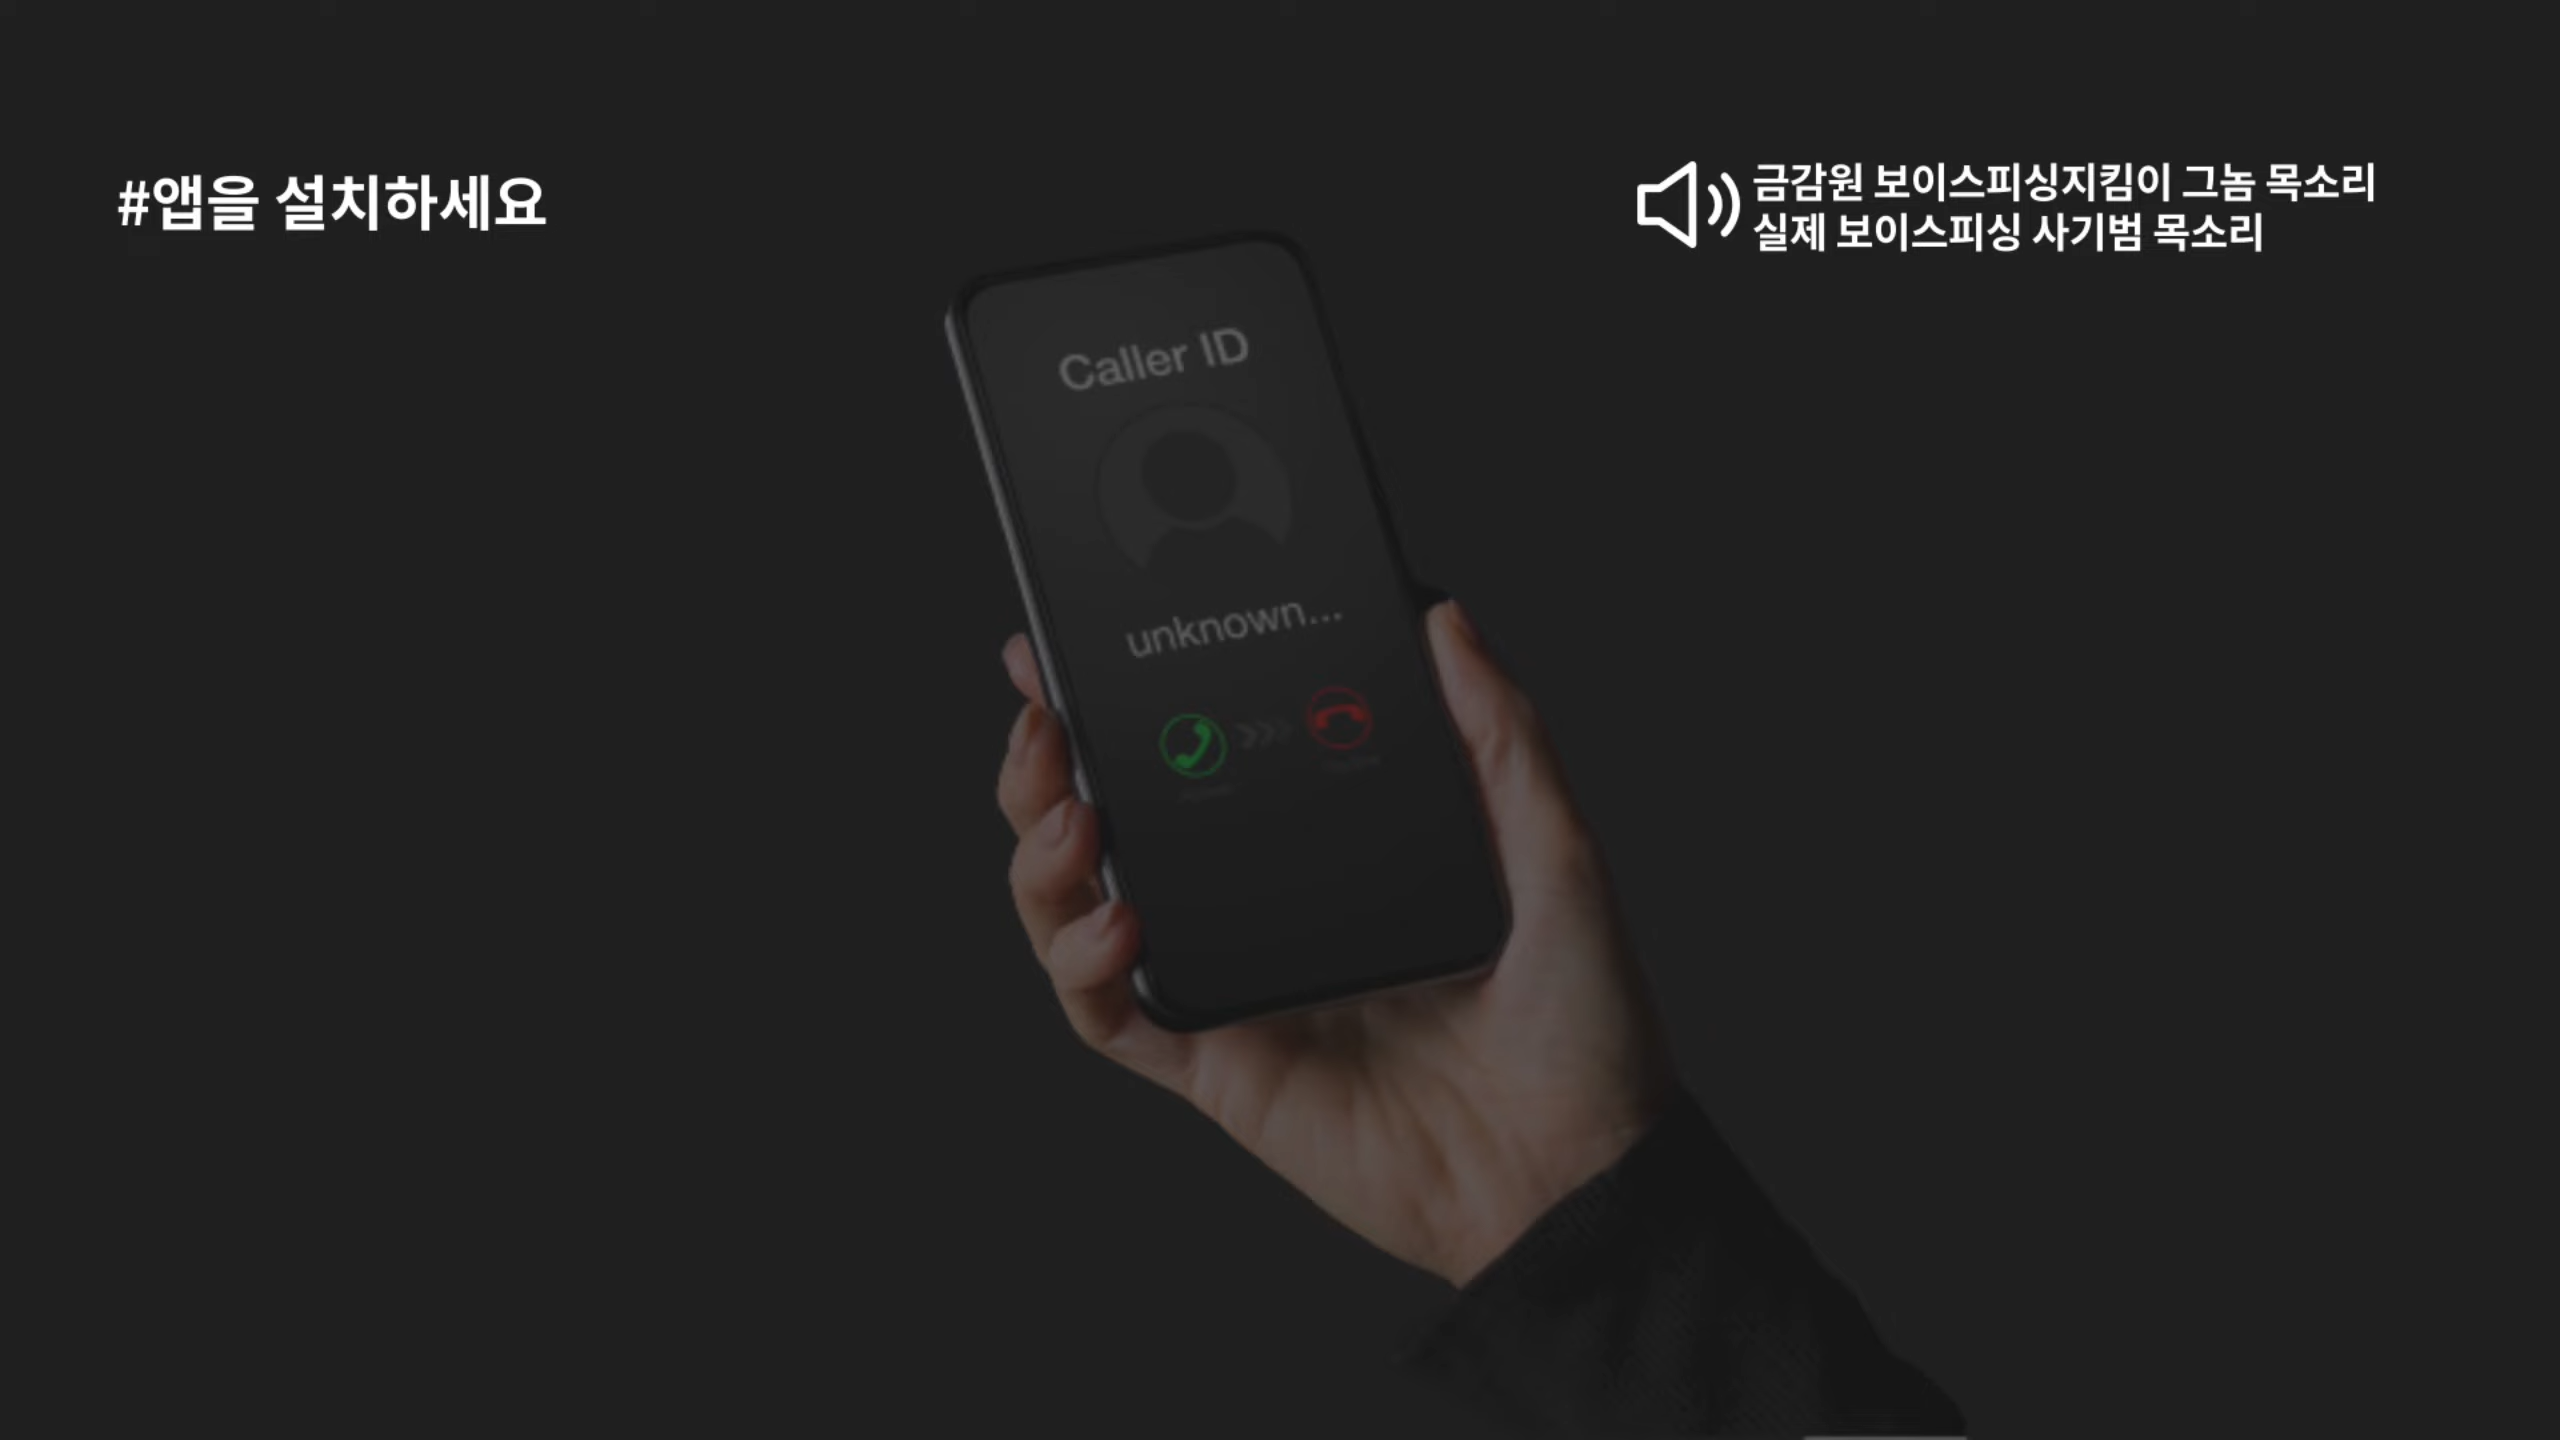 #앱을 설치하세요
금감원 보이스피싱지킴이 그놈 목소리
실제 보이스피싱 사기범 목소리
Caller ID
unknown...